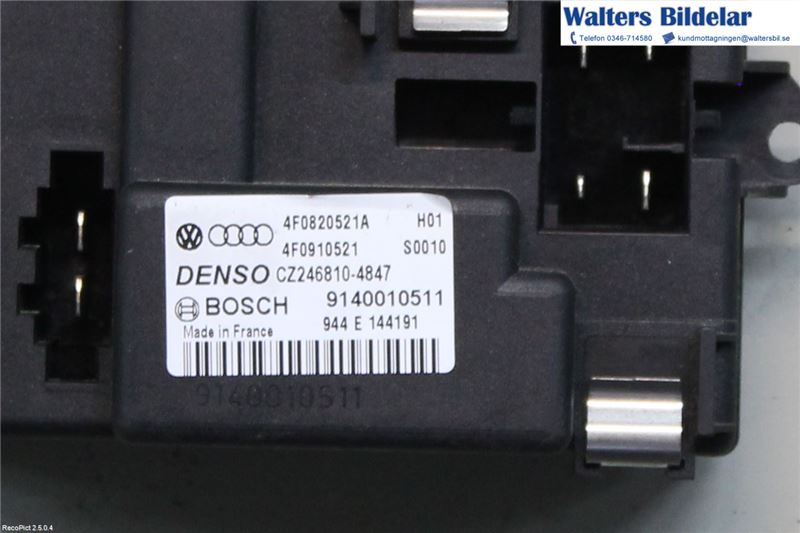 Walters Bildelar
Telefon 0346-714580 kundmottagningen@waltersbil.se
4F0820521A H01
4F0910521 S0010
DENSO CZ246810-4847
BOSCH 9140010511
Made in France 944 E 144191
9140010511
RecoPict 2.5.0.4